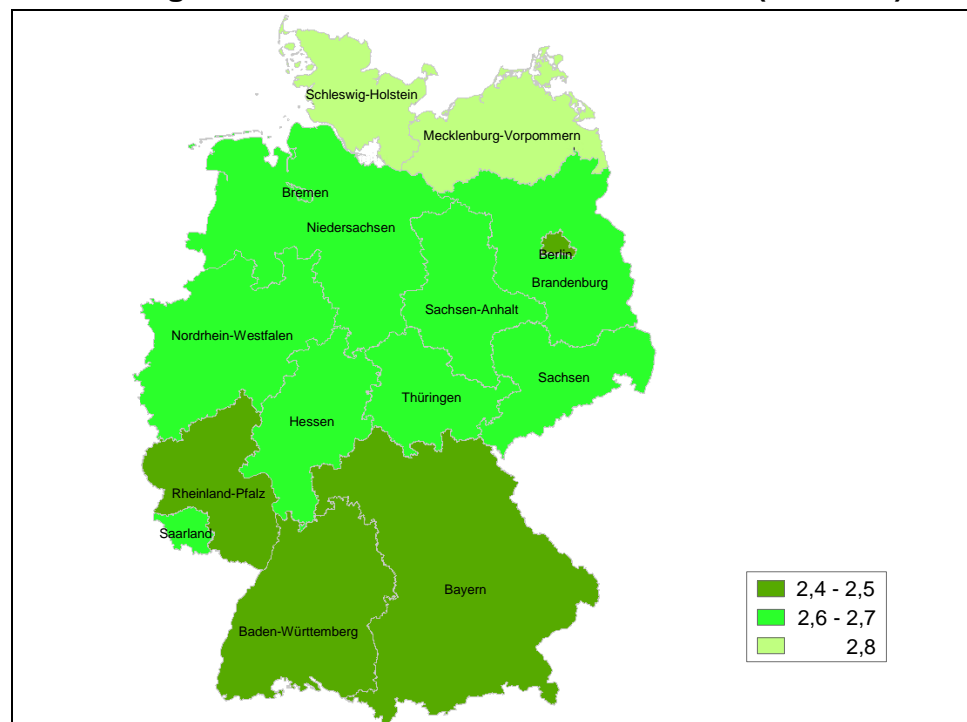 Schleswig-Holstein
Mecklenburg-Vorpommern
Bremen
Niedersachsen
Berlin
Brandenburg
Sachsen-Anhalt
Nordrhein-Westfalen
Sachsen
Thüringen
Hessen
Rheinland-Pfalz
Saarland
Bayern
Baden-Württemberg
2,4 - 2,5
2,6 - 2,7
2,8